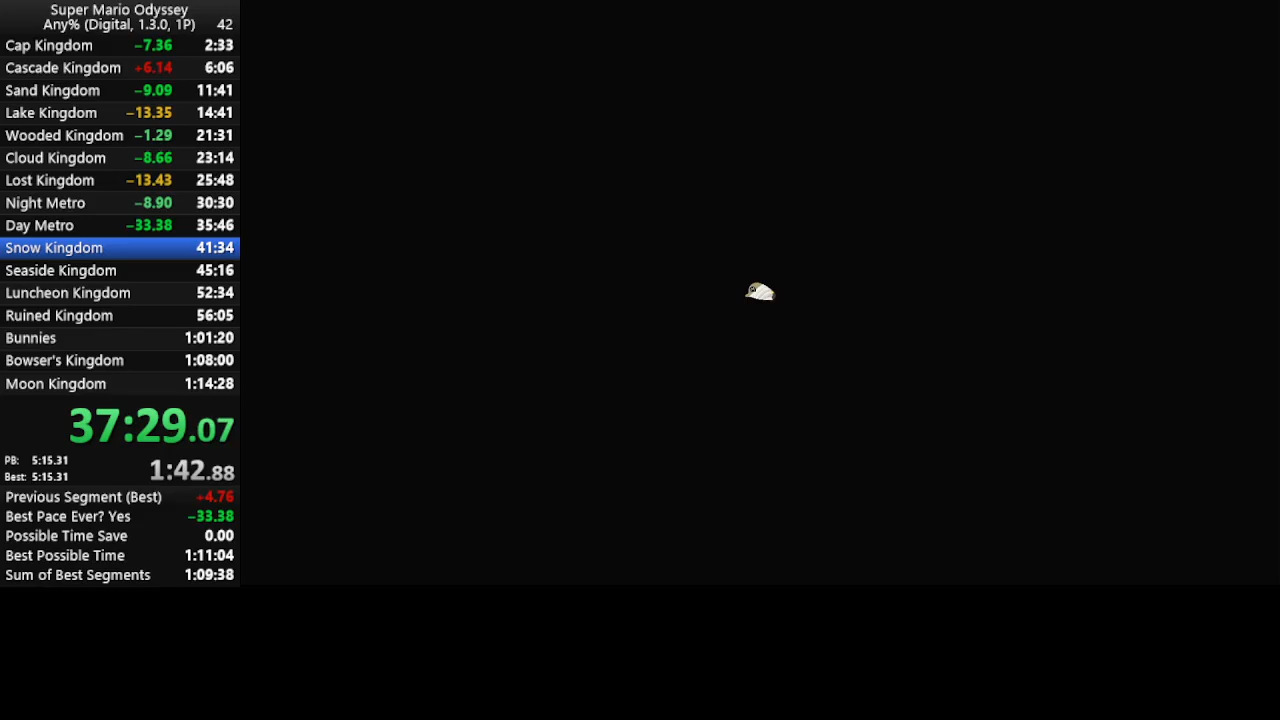 Super Mario Odyssey
Any% (Digital, 1.3.0, 1P) 42
Cap Kingdom −7.36 2:33
Cascade Kingdom +6.14 6:06
Sand Kingdom −9.09 11:41
Lake Kingdom −13.35 14:41
Wooded Kingdom −1.29 21:31
Cloud Kingdom −8.66 23:14
Lost Kingdom −13.43 25:48
Night Metro −8.90 30:30
Day Metro −33.38 35:46
Snow Kingdom 41:34
Seaside Kingdom 45:16
Luncheon Kingdom 52:34
Ruined Kingdom 56:05
Bunnies 1:01:20
Bowser's Kingdom 1:08:00
Moon Kingdom 1:14:28
37:29.07
PB: 5:15.31
Best: 5:15.31
1:42.88
Previous Segment (Best) +4.76
Best Pace Ever? Yes −33.38
Possible Time Save 0.00
Best Possible Time 1:11:04
Sum of Best Segments 1:09:38